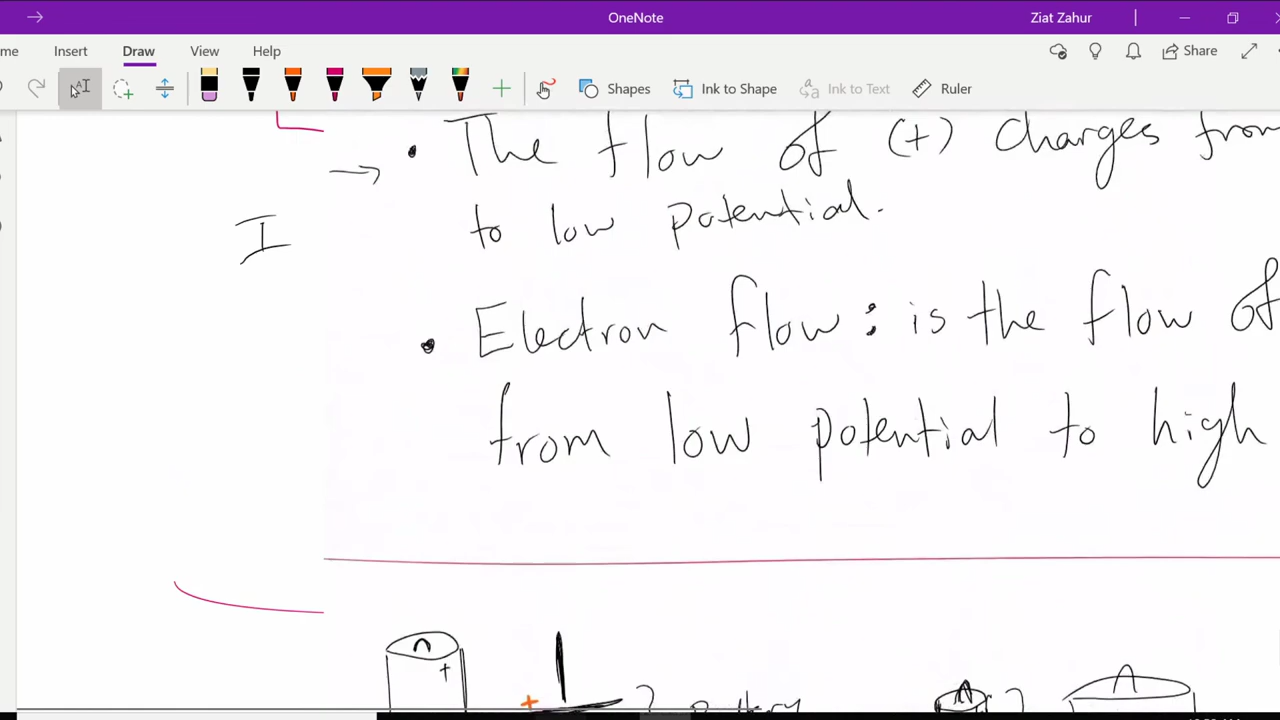 OneNote
Ziat Zahur
Insert Draw View Help Share
Shapes Ink to Shape Ink to Text Ruler
• The flow of (+) charges from
→
to low potential.
I
• Electron flow: is the flow of
from low potential to high
+
+